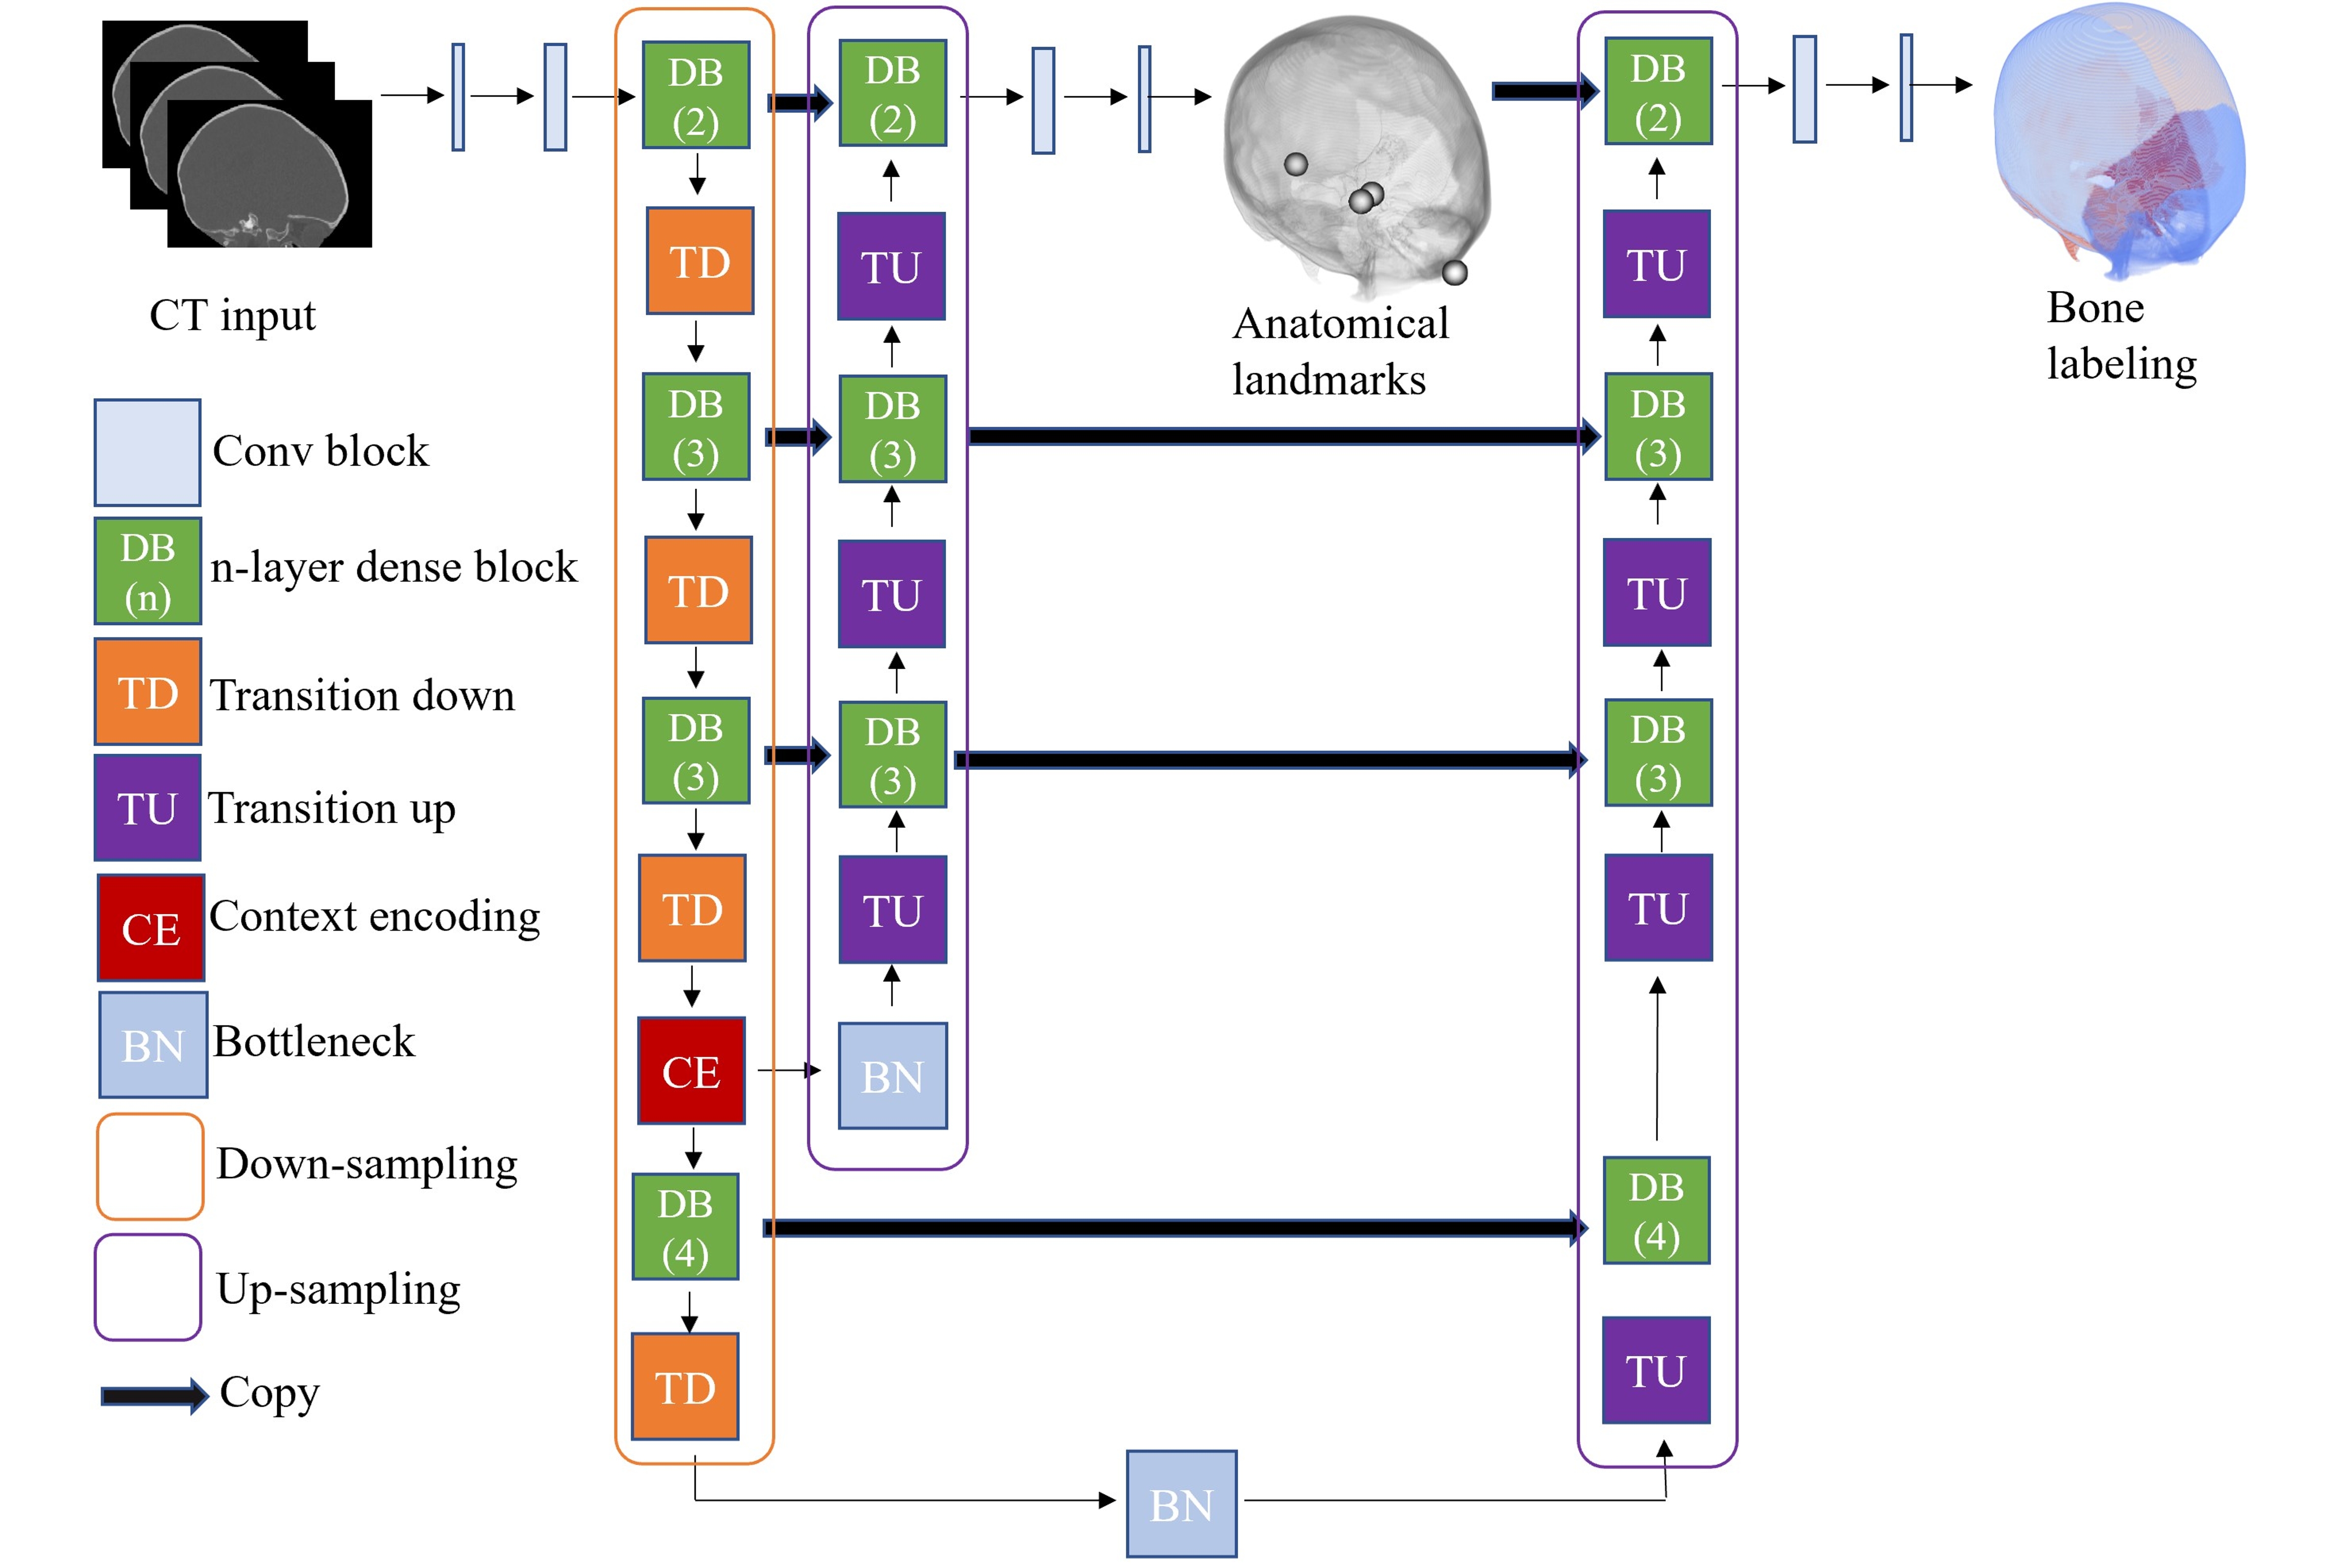 CT input
Conv block
DB
(n)
n-layer dense block
TD
Transition down
TU
Transition up
CE
Context encoding
BN
Bottleneck
Down-sampling
Up-sampling
Copy
DB
(2)
TD
DB
(3)
TD
DB
(3)
TD
CE
DB
(4)
TD
DB
(2)
TU
DB
(3)
TU
DB
(3)
TU
BN
Anatomical
landmarks
BN
DB
(2)
TU
DB
(3)
TU
DB
(3)
TU
DB
(4)
TU
Bone
labeling